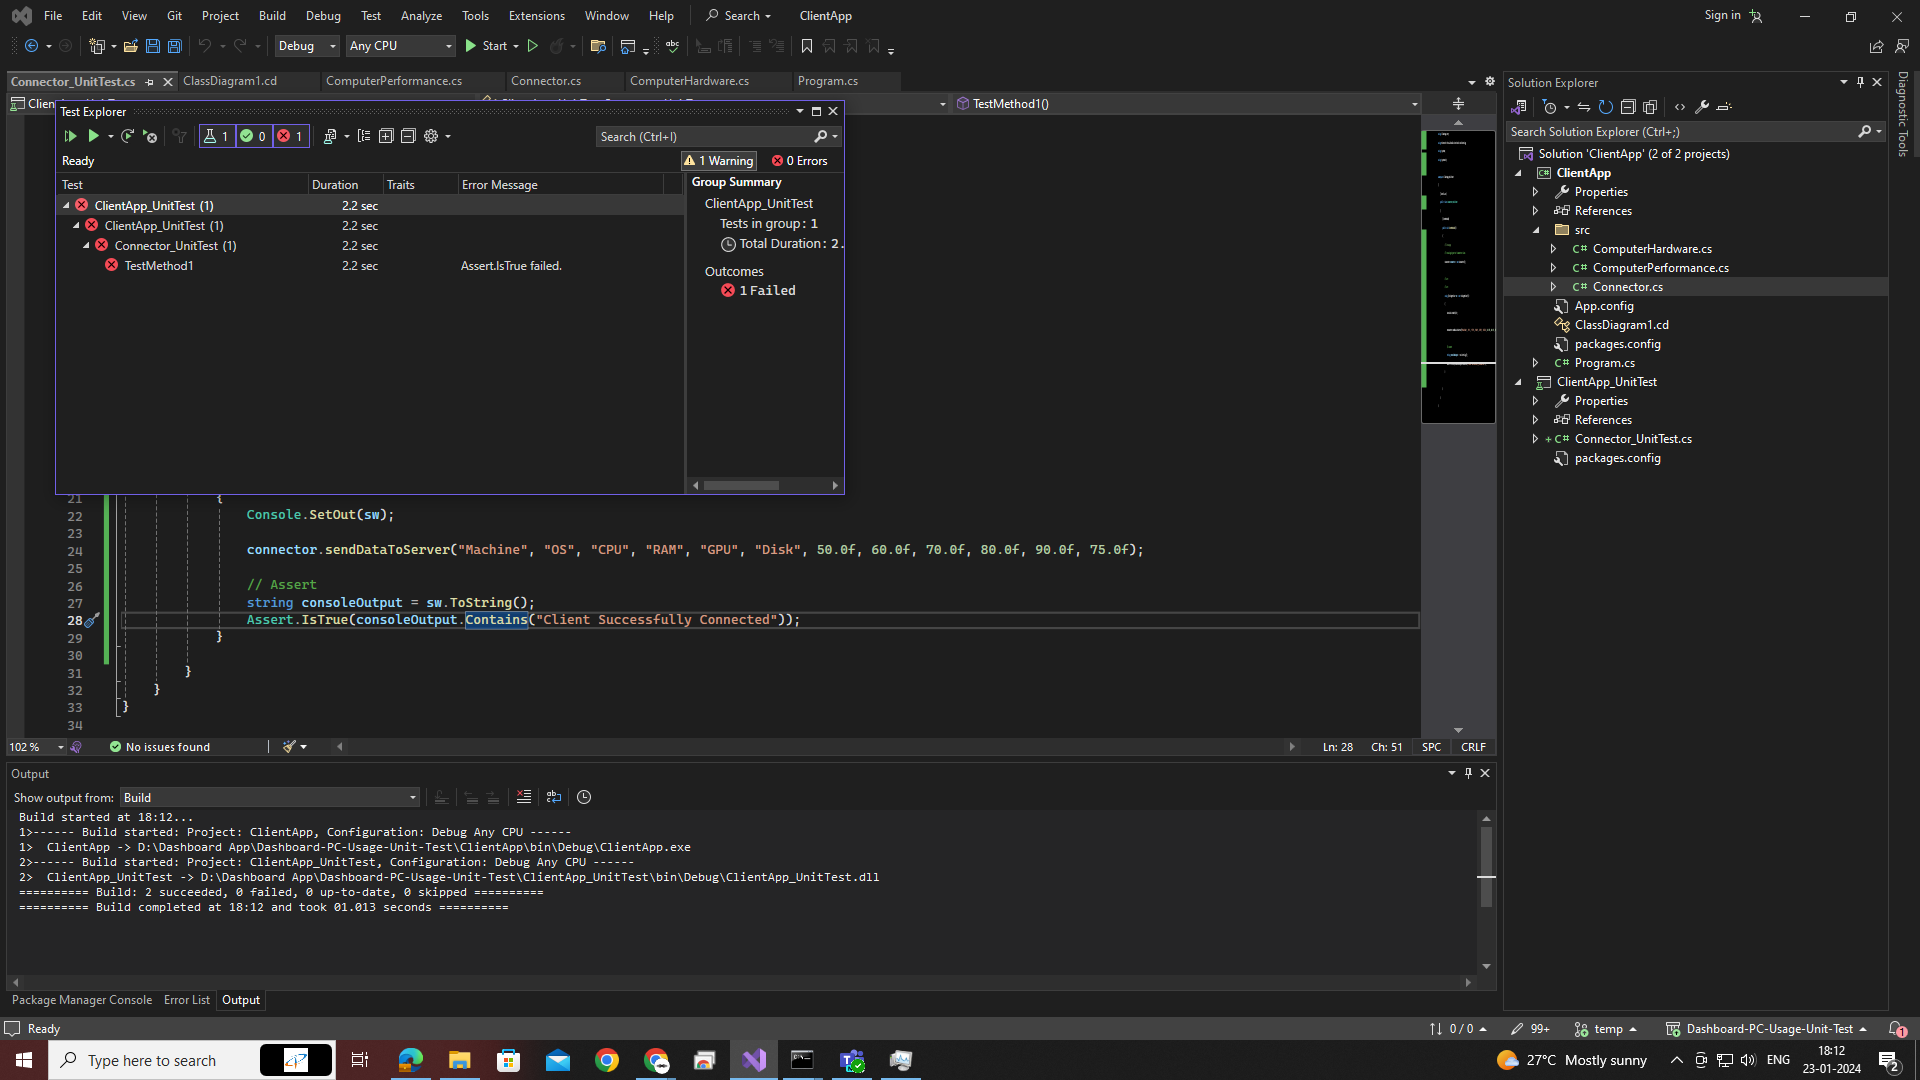 File Edit View Git Project Build Debug Test Analyze Tools Extensions Window Help Search ClientApp Sign in
Debug Any CPU Start
Connector_UnitTest.cs ClassDiagram1.cd ComputerPerformance.cs Connector.cs ComputerHardware.cs Program.cs
TestMethod1()
Test Explorer
1 0 1 Search (Ctrl+I)
Ready 1 Warning 0 Errors
Test Duration Traits Error Message
ClientApp_UnitTest (1) 2.2 sec
ClientApp_UnitTest (1) 2.2 sec
Connector_UnitTest (1) 2.2 sec
TestMethod1 2.2 sec Assert.IsTrue failed.
Group Summary
ClientApp_UnitTest
Tests in group: 1
Total Duration: 2.
Outcomes
1 Failed
21 {
22 Console.SetOut(sw);
23
24 connector.sendDataToServer("Machine", "OS", "CPU", "RAM", "GPU", "Disk", 50.0f, 60.0f, 70.0f, 80.0f, 90.0f, 75.0f);
25
26 // Assert
27 string consoleOutput = sw.ToString();
28 Assert.IsTrue(consoleOutput.Contains("Client Successfully Connected"));
29 }
30
31 }
32 }
33 }
34
102 % No issues found Ln: 28 Ch: 51 SPC CRLF
Output
Show output from: Build
Build started at 18:12...
1>------ Build started: Project: ClientApp, Configuration: Debug Any CPU ------
1>  ClientApp -> D:\Dashboard App\Dashboard-PC-Usage-Unit-Test\ClientApp\bin\Debug\ClientApp.exe
2>------ Build started: Project: ClientApp_UnitTest, Configuration: Debug Any CPU ------
2>  ClientApp_UnitTest -> D:\Dashboard App\Dashboard-PC-Usage-Unit-Test\ClientApp_UnitTest\bin\Debug\ClientApp_UnitTest.dll
========== Build: 2 succeeded, 0 failed, 0 up-to-date, 0 skipped ==========
========== Build completed at 18:12 and took 01.013 seconds ==========
Package Manager Console Error List Output
Solution Explorer
Search Solution Explorer (Ctrl+;)
Solution 'ClientApp' (2 of 2 projects)
ClientApp
Properties
References
src
C# ComputerHardware.cs
C# ComputerPerformance.cs
C# Connector.cs
App.config
ClassDiagram1.cd
packages.config
C# Program.cs
ClientApp_UnitTest
Properties
References
+ C# Connector_UnitTest.cs
packages.config
Diagnostic Tools
Ready 0 / 0 99+ temp Dashboard-PC-Usage-Unit-Test 1
Type here to search 27°C Mostly sunny ENG 18:12 23-01-2024 2